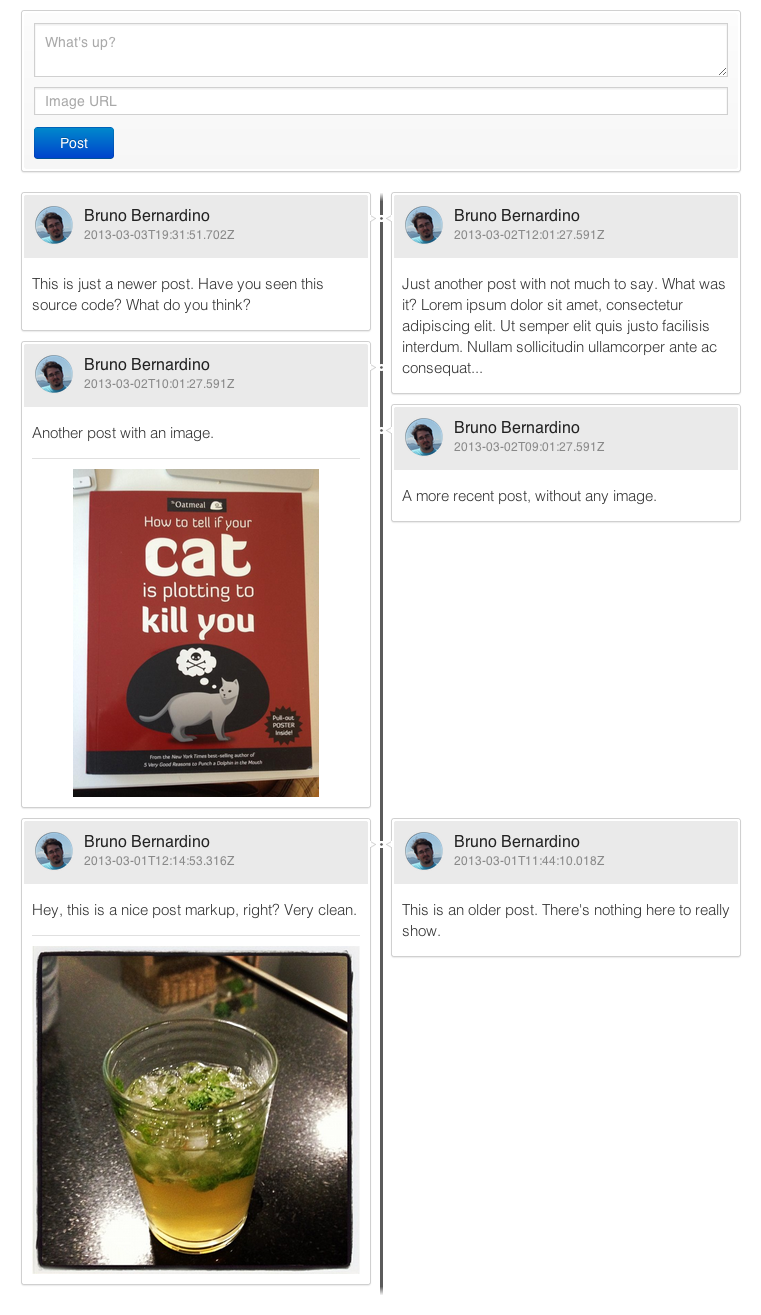 What's up?
Image URL
Post
Bruno Bernardino
2013-03-03T19:31:51.702Z
This is just a newer post. Have you seen this
source code? What do you think?
Bruno Bernardino
2013-03-02T12:01:27.591Z
Just another post with not much to say. What was
it? Lorem ipsum dolor sit amet, consectetur
adipiscing elit. Ut semper elit quis justo facilisis
interdum. Nullam sollicitudin ullamcorper ante ac
consequat...
Bruno Bernardino
2013-03-02T10:01:27.591Z
Another post with an image.
The Oatmeal
How to tell if your
cat
is plotting to
kill you
Pull-out
POSTER
Inside!
From the New York Times best-selling author of
5 Very Good Reasons to Punch a Dolphin in the Mouth
Bruno Bernardino
2013-03-02T09:01:27.591Z
A more recent post, without any image.
Bruno Bernardino
2013-03-01T12:14:53.316Z
Hey, this is a nice post markup, right? Very clean.
Bruno Bernardino
2013-03-01T11:44:10.018Z
This is an older post. There's nothing here to really
show.